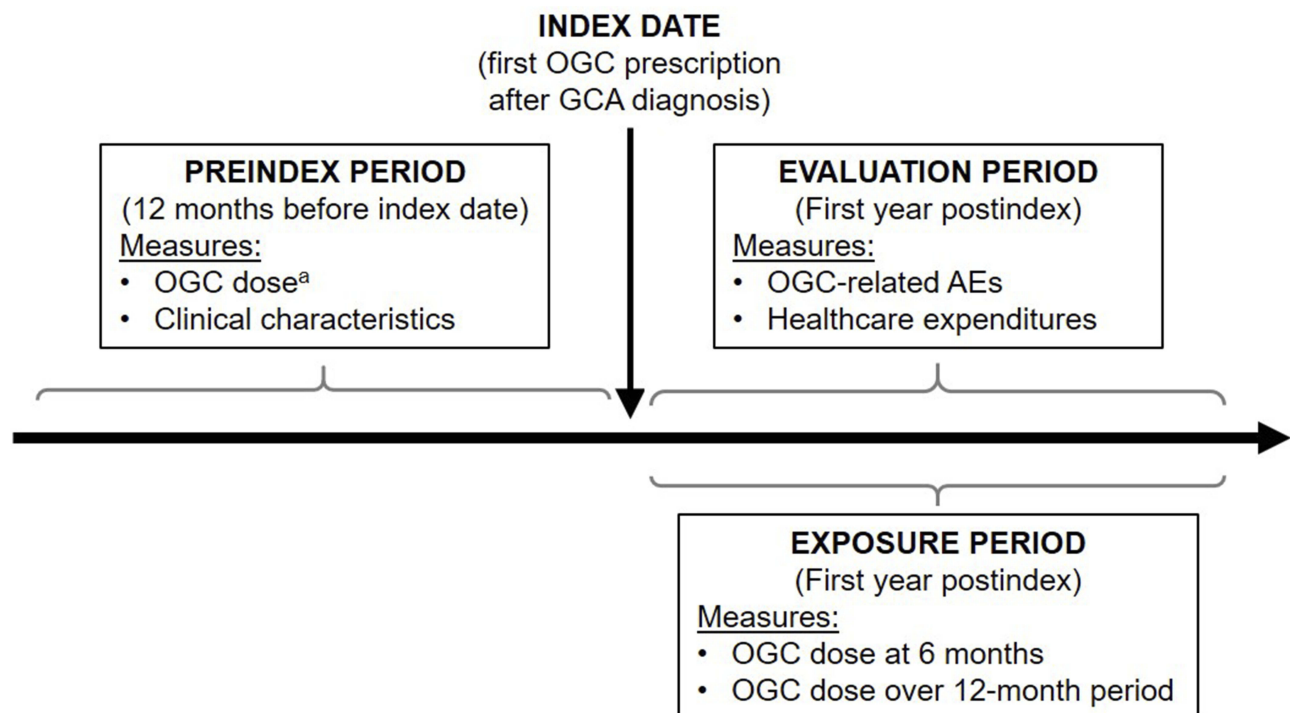 INDEX DATE
(first OGC prescription
after GCA diagnosis)
PREINDEX PERIOD
(12 months before index date)
Measures:
• OGC doseᵃ
• Clinical characteristics
EVALUATION PERIOD
(First year postindex)
Measures:
• OGC-related AEs
• Healthcare expenditures
EXPOSURE PERIOD
(First year postindex)
Measures:
• OGC dose at 6 months
• OGC dose over 12-month period